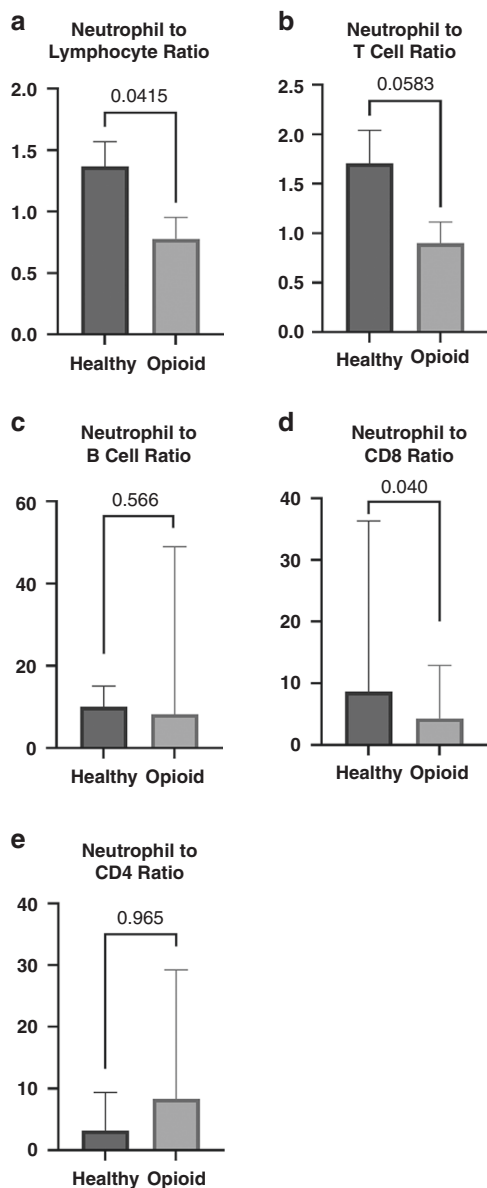 a
Neutrophil to
Lymphocyte Ratio
2.0
1.5
1.0
0.5
0.0
0.0415
Healthy Opioid
b
Neutrophil to
T Cell Ratio
2.5
2.0
1.5
1.0
0.5
0.0
0.0583
Healthy Opioid
c
Neutrophil to
B Cell Ratio
60
40
20
0
0.566
Healthy Opioid
d
Neutrophil to
CD8 Ratio
40
30
20
10
0
0.040
Healthy Opioid
e
Neutrophil to
CD4 Ratio
40
30
20
10
0
0.965
Healthy Opioid